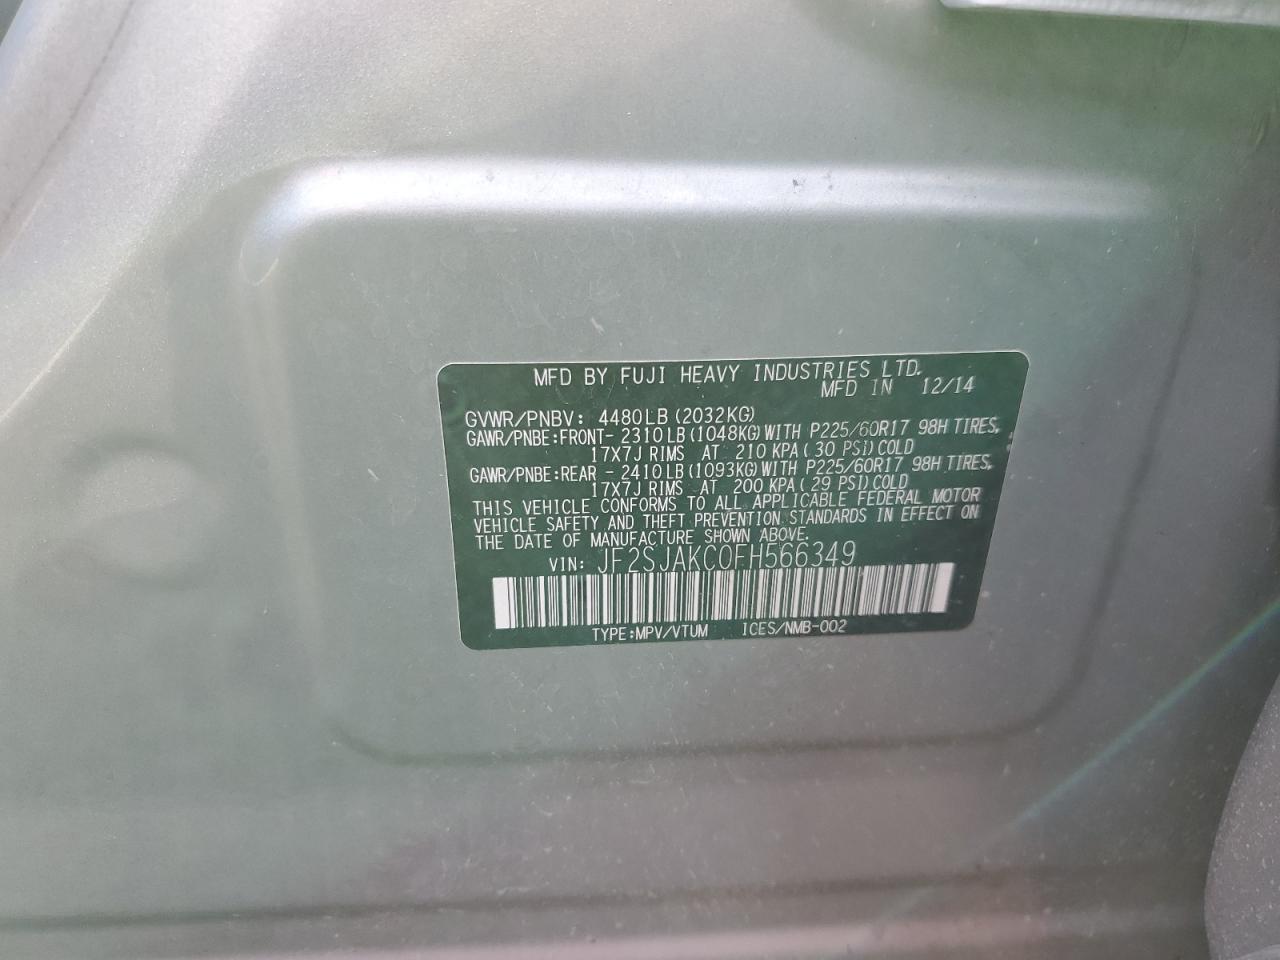 MFD BY FUJI HEAVY INDUSTRIES LTD.
MFD IN 12/14
GVWR/PNBV: 4480LB (2032KG)
GAWR/PNBE:FRONT- 2310LB (1048KG) WITH P225/60R17 98H TIRES,
17X7J RIMS AT 210 KPA (30 PSI) COLD
GAWR/PNBE:REAR - 2410LB (1093KG) WITH P225/60R17 98H TIRES,
17X7J RIMS AT 200 KPA (29 PSI) COLD
THIS VEHICLE CONFORMS TO ALL APPLICABLE FEDERAL MOTOR
VEHICLE SAFETY AND THEFT PREVENTION STANDARDS IN EFFECT ON
THE DATE OF MANUFACTURE SHOWN ABOVE.
VIN: JF2SJAKC0FH566349
TYPE:MPV/VTUM ICES/NMB-002